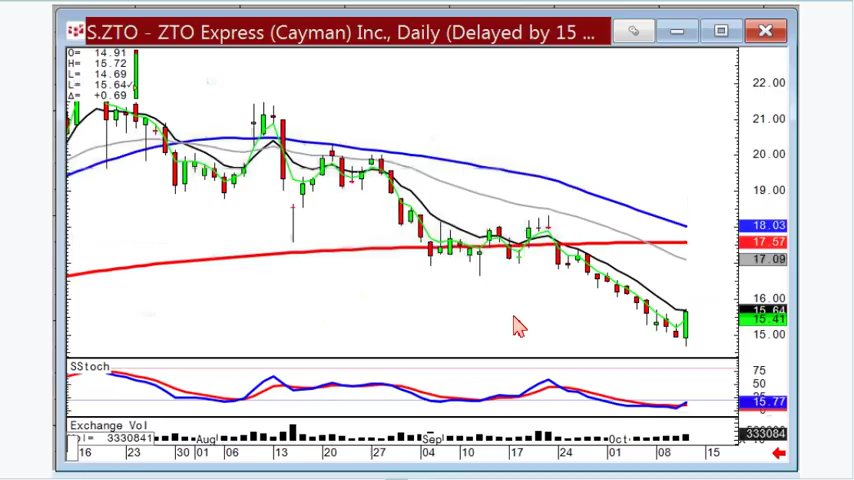 S.ZTO - ZTO Express (Cayman) Inc., Daily (Delayed by 15 ...
O= 14.91
H= 15.72
L= 14.69
L= 15.64
Δ= +0.69
22.00
21.00
20.00
19.00
18.03
17.57
17.09
16.00
15.64
15.41
15.00
SStoch
75
50
15.77
Exchange Vol
Vol= 3330841
333084
16 23 30 01 Aug 06 13 20 27 Sep 04 10 17 24 01 Oct 08 15